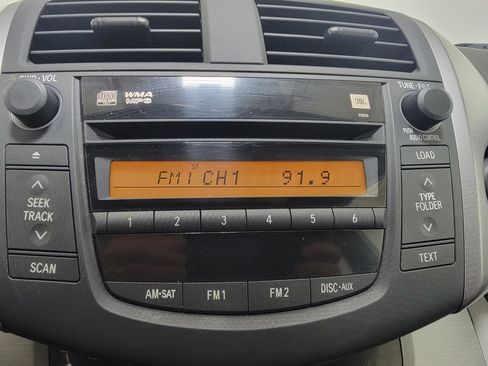 PWR•VOL
TUNE•FILE
WMA
MP3
JBL
PUSH
AUDIO CONTROL
LOAD
ST
FM1 CH1 91.9
SEEK
TRACK
TYPE
FOLDER
1 2 3 4 5 6
SCAN
TEXT
AM•SAT FM1 FM2 DISC•AUX